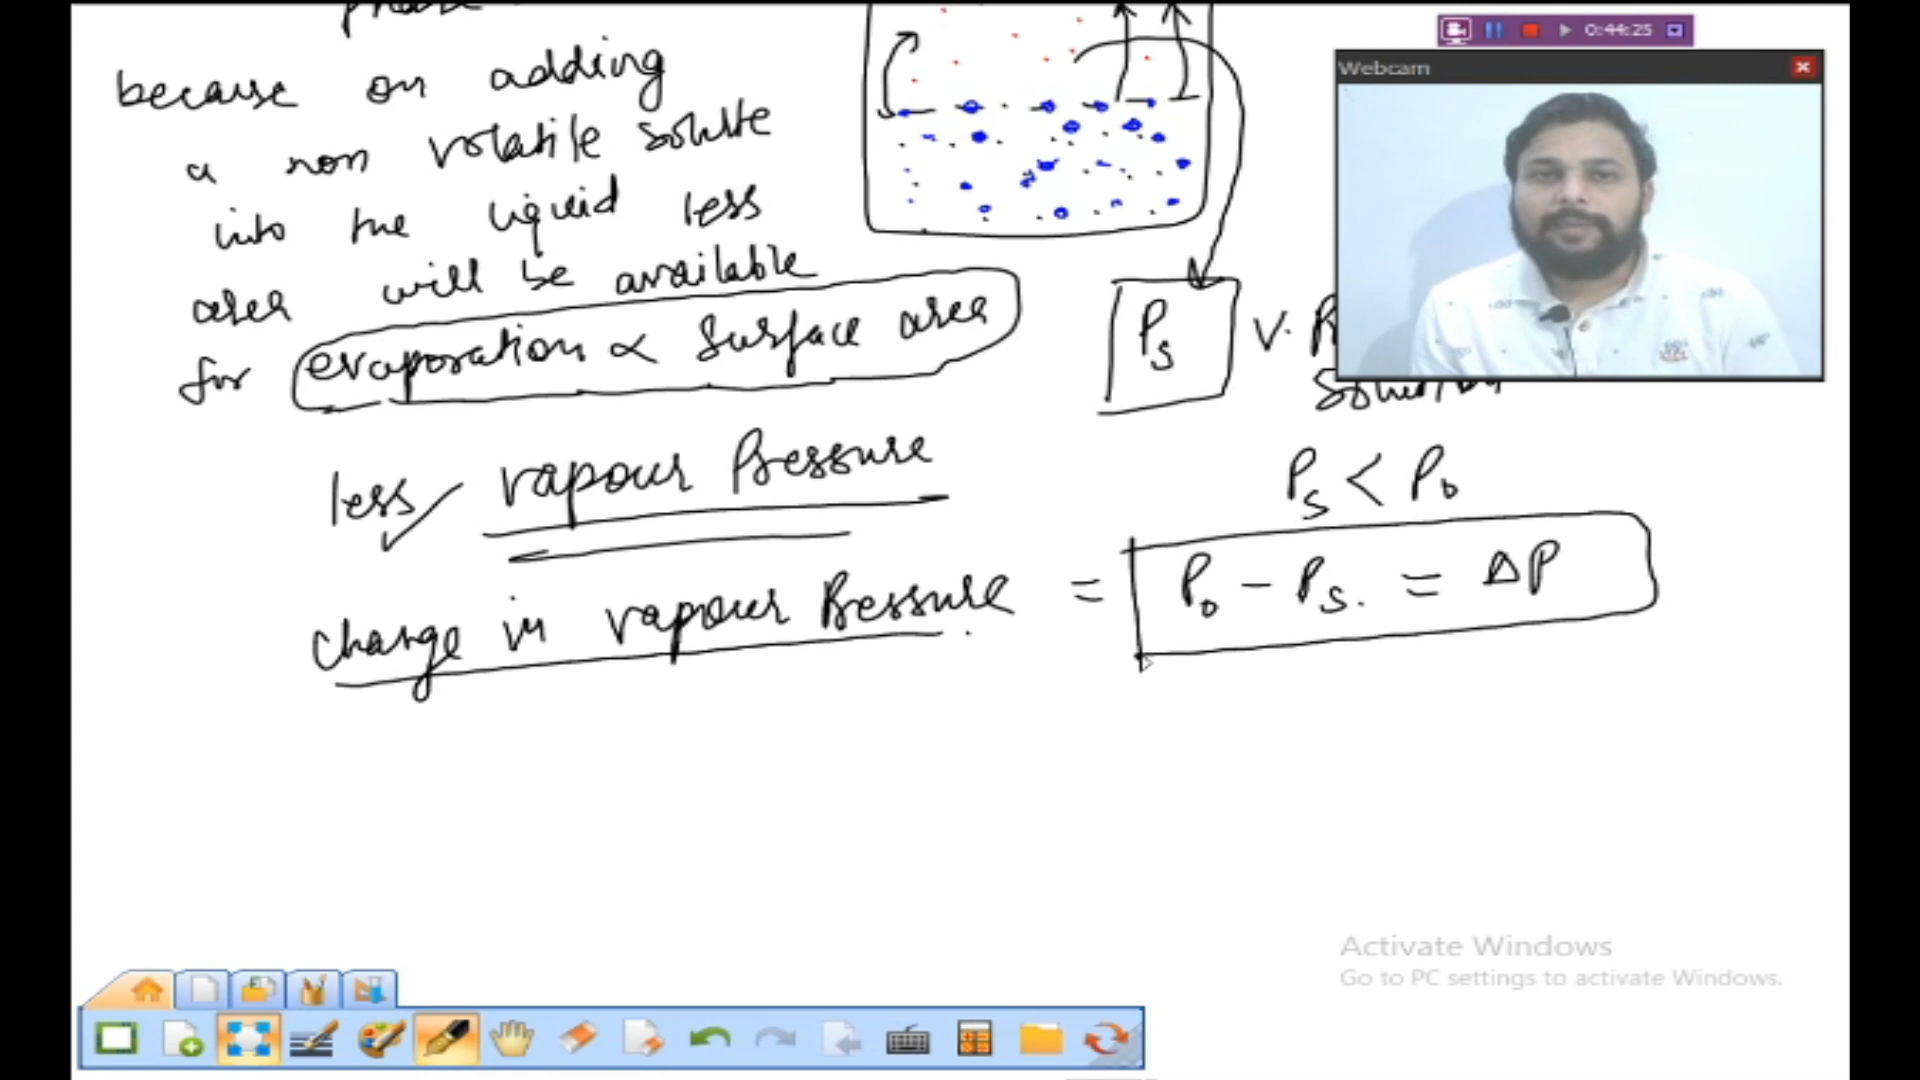 because on adding
a non volatile solute
into the liquid less
area will be available
for evaporation ∝ Surface area
Ps V.
less vapour Pressure
Ps < Po
change in vapour Pressure = Po - Ps. = ΔP
0:44:25
Webcam
Activate Windows
Go to PC settings to activate Windows.